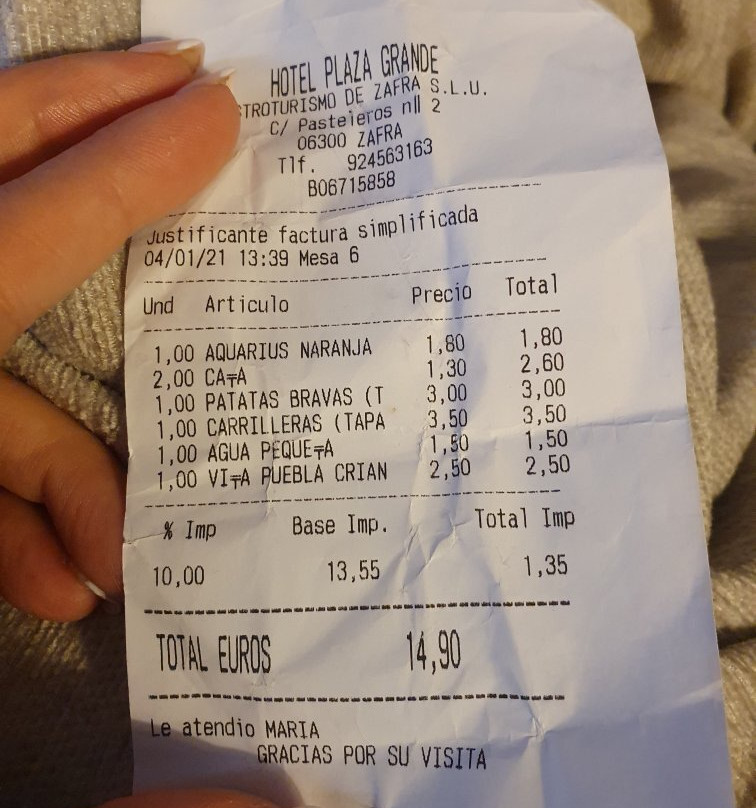 HOTEL PLAZA GRANDE
TROTURISMO DE ZAFRA S.L.U.
C/ Pasteleros nll 2
06300 ZAFRA
Tlf. 924563163
B06715858
Justificante factura simplificada
04/01/21 13:39 Mesa 6
Und Articulo Precio Total
1,00 AQUARIUS NARANJA 1,80 1,80
2,00 CA╤A 1,30 2,60
1,00 PATATAS BRAVAS (T 3,00 3,00
1,00 CARRILLERAS (TAPA 3,50 3,50
1,00 AGUA PEQUE╤A 1,50 1,50
1,00 VI╤A PUEBLA CRIAN 2,50 2,50
% Imp Base Imp. Total Imp
10,00 13,55 1,35
TOTAL EUROS 14,90
Le atendio MARIA
GRACIAS POR SU VISITA